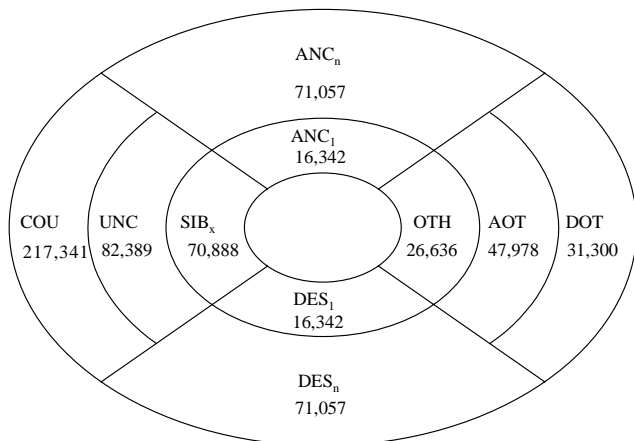 ANCₙ
71,057
ANC₁
16,342
COU UNC SIBₓ OTH AOT DOT
217,341 82,389 70,888 26,636 47,978 31,300
DES₁
16,342
DESₙ
71,057